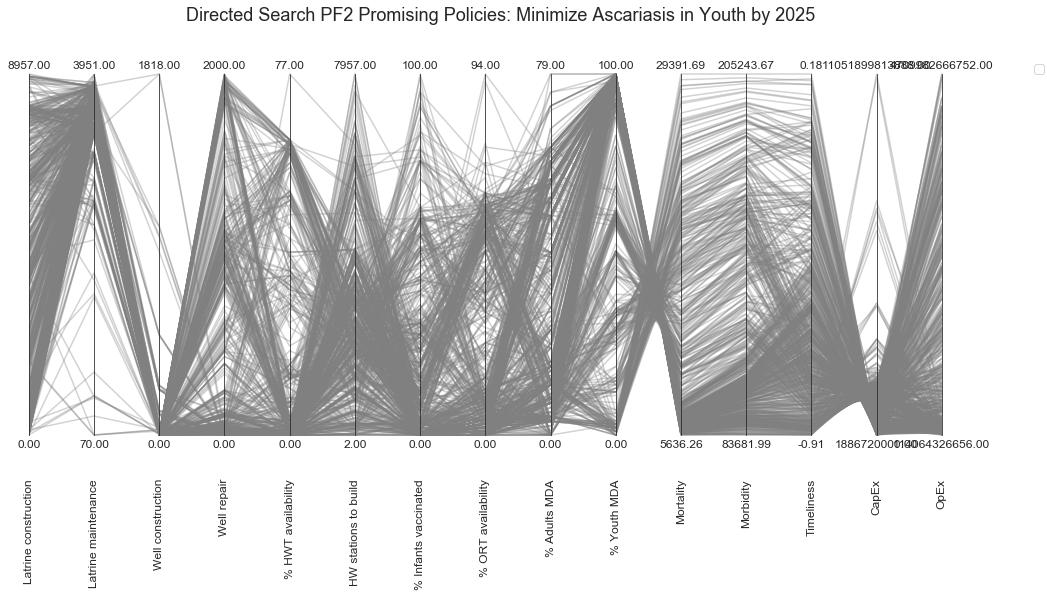 Directed Search PF2 Promising Policies: Minimize Ascariasis in Youth by 2025
8957.00 3951.00 1818.00 2000.00 77.00 7957.00 100.00 94.00 79.00 100.00 29391.69 205243.67
0.00 70.00 0.00 0.00 0.00 2.00 0.00 0.00 0.00 0.00 5636.26 83681.99 -0.91
Latrine construction
Latrine maintenance
Well construction
Well repair
% HWT availability
HW stations to build
% Infants vaccinated
% ORT availability
% Adults MDA
% Youth MDA
Mortality
Morbidity
Timeliness
CapEx
OpEx